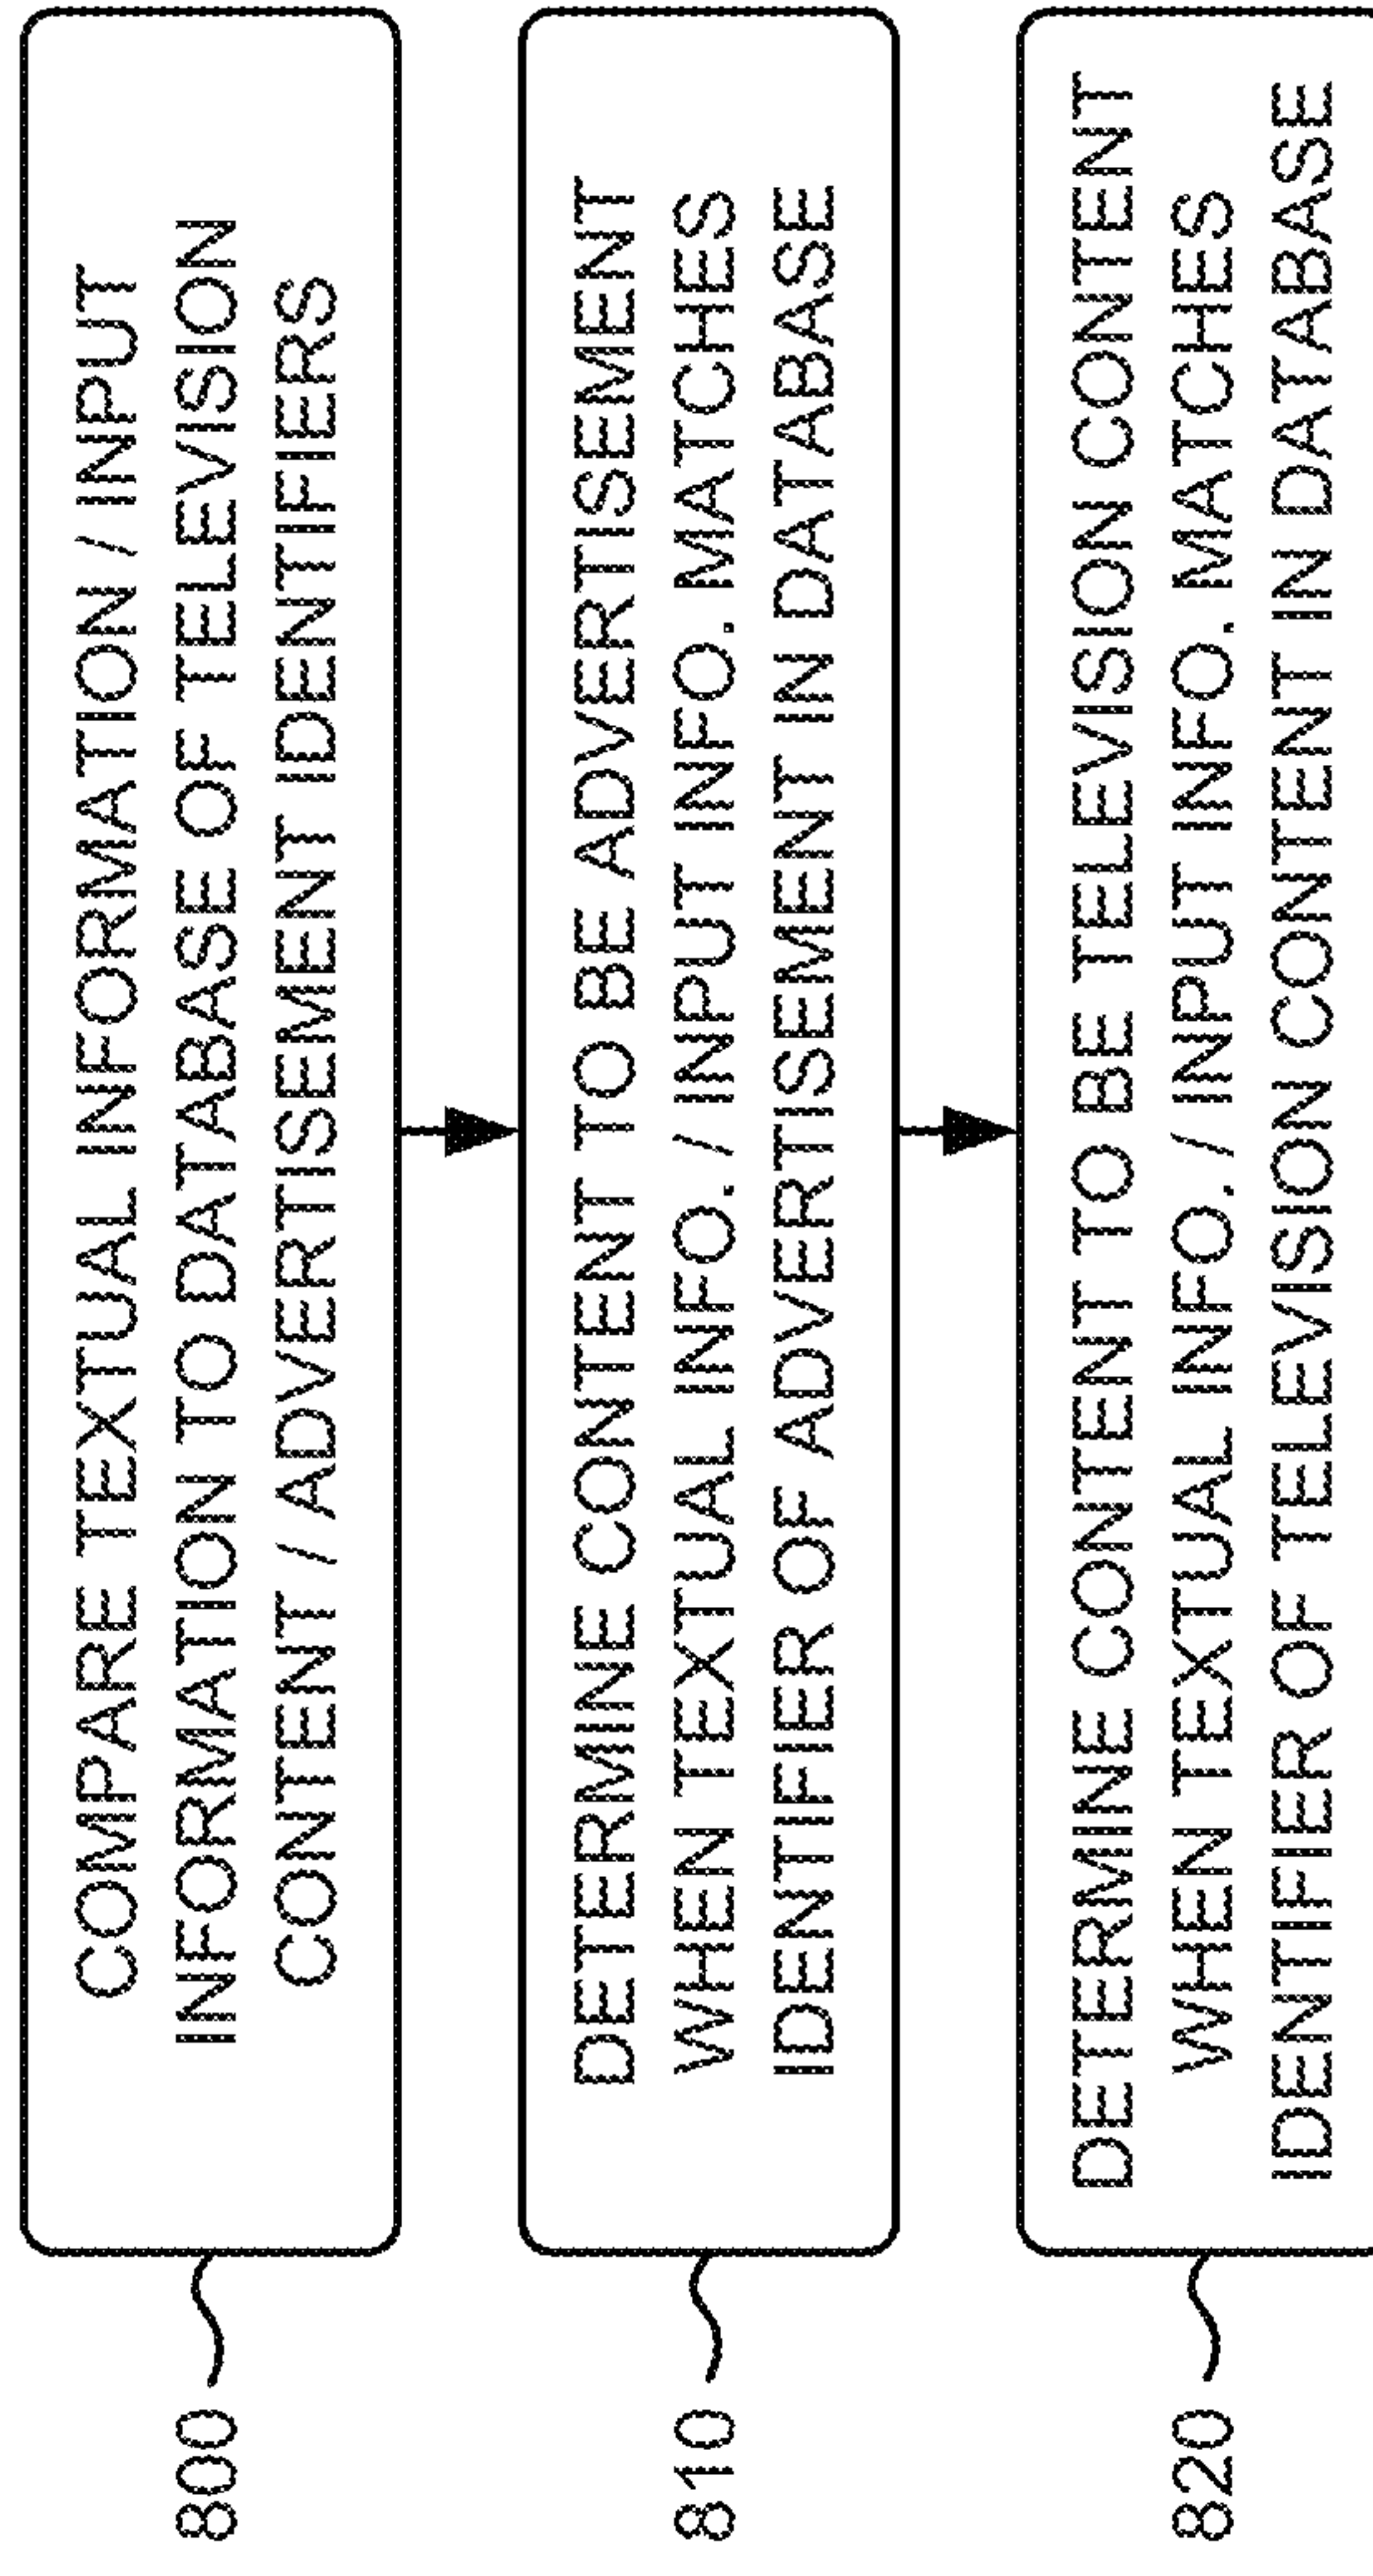 800
COMPARE TEXTUAL INFORMATION / INPUT
INFORMATION TO DATABASE OF TELEVISION
CONTENT / ADVERTISEMENT IDENTIFIERS
810
DETERMINE CONTENT TO BE ADVERTISEMENT
WHEN TEXTUAL INFO. / INPUT INFO. MATCHES
IDENTIFIER OF ADVERTISEMENT IN DATABASE
820
DETERMINE CONTENT TO BE TELEVISION CONTENT
WHEN TEXTUAL INFO. / INPUT INFO. MATCHES
IDENTIFIER OF TELEVISION CONTENT IN DATABASE